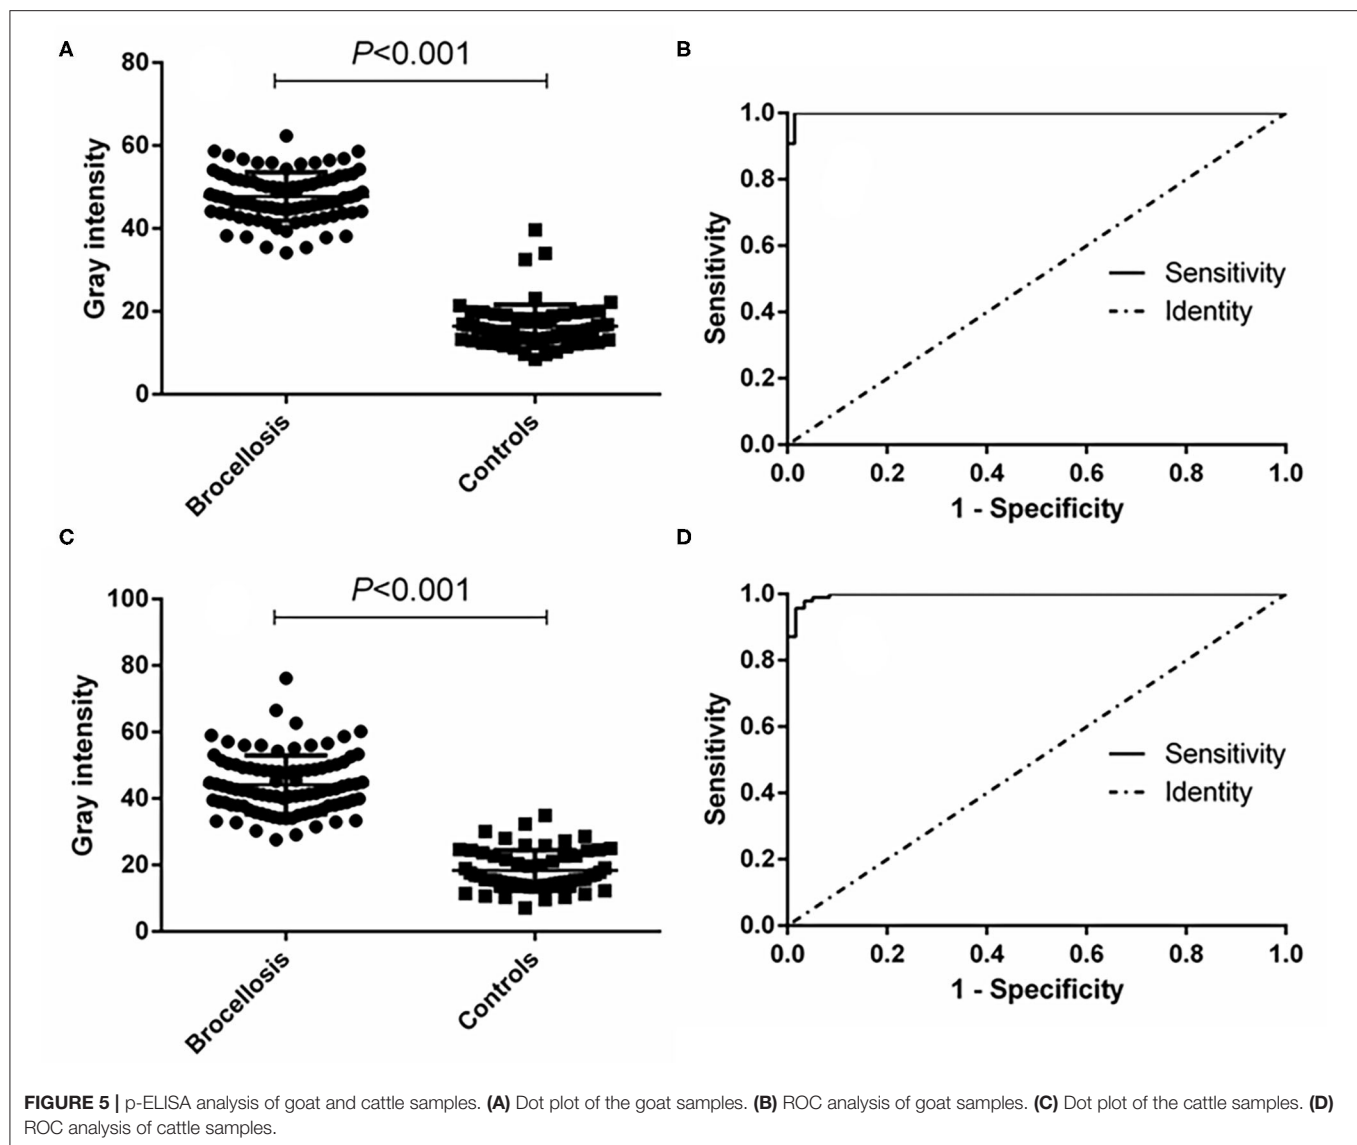 A
P<0.001
80
60
40
20
0
Gray intensity
Brocellosis
Controls
B
1.0
0.8
0.6
0.4
0.2
0.0
Sensitivity
Sensitivity
Identity
0.0 0.2 0.4 0.6 0.8 1.0
1 - Specificity
C
P<0.001
100
80
60
40
20
0
Gray intensity
Brocellosis
Controls
D
1.0
0.8
0.6
0.4
0.2
0.0
Sensitivity
Sensitivity
Identity
0.0 0.2 0.4 0.6 0.8 1.0
1 - Specificity
FIGURE 5 | p-ELISA analysis of goat and cattle samples. (A) Dot plot of the goat samples. (B) ROC analysis of goat samples. (C) Dot plot of the cattle samples. (D)
ROC analysis of cattle samples.